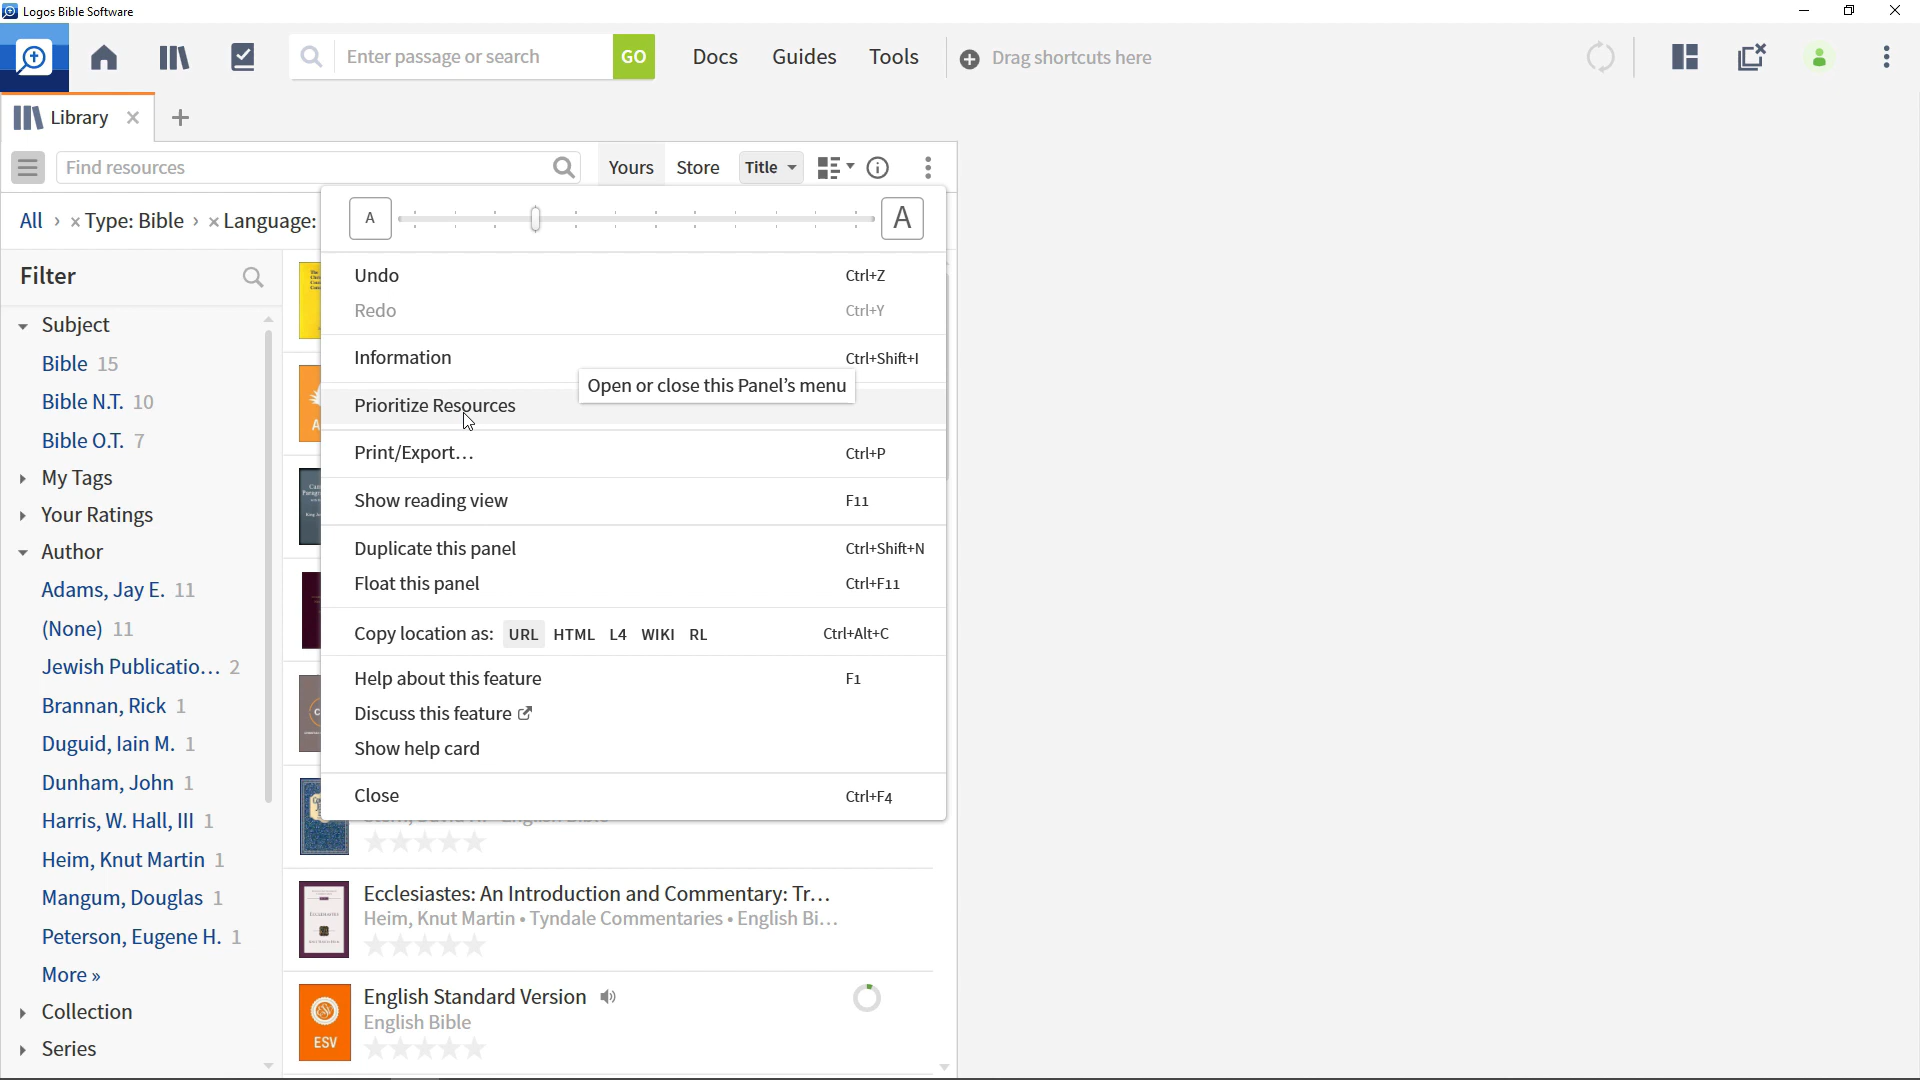 Logos Bible Software
Enter passage or search
GO
Docs
Guides
Tools
Drag shortcuts here
Library
Find resources
Yours
Store
Title
All › × Type: Bible › × Language:
A
A
Filter
Subject
Bible 15
Bible N.T. 10
Bible O.T. 7
My Tags
Your Ratings
Author
Adams, Jay E. 11
(None) 11
Jewish Publicatio... 2
Brannan, Rick 1
Duguid, Iain M. 1
Dunham, John 1
Harris, W. Hall, III 1
Heim, Knut Martin 1
Mangum, Douglas 1
Peterson, Eugene H. 1
More »
Collection
Series
Undo Ctrl+Z
Redo Ctrl+Y
Information Ctrl+Shift+I
Open or close this Panel's menu
Prioritize Resources
Print/Export... Ctrl+P
Show reading view F11
Duplicate this panel Ctrl+Shift+N
Float this panel Ctrl+F11
Copy location as: URL HTML L4 WIKI RL Ctrl+Alt+C
Help about this feature F1
Discuss this feature
Show help card
Close Ctrl+F4
Ecclesiastes: An Introduction and Commentary: Tr...
Heim, Knut Martin • Tyndale Commentaries • English Bi...
English Standard Version
English Bible
ESV